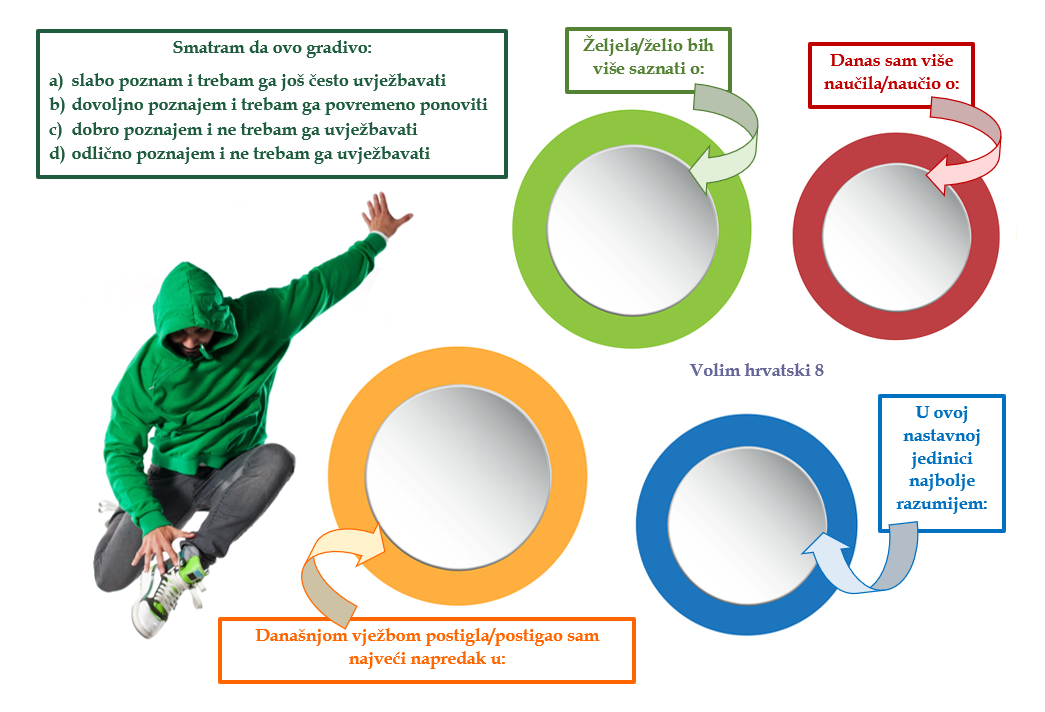 Smatram da ovo gradivo:
a) slabo poznam i trebam ga još često uvježbavati
b) dovoljno poznajem i trebam ga povremeno ponoviti
c) dobro poznajem i ne trebam ga uvježbavati
d) odlično poznajem i ne trebam ga uvježbavati
Željela/želio bih
više saznati o:
Danas sam više
naučila/naučio o:
Volim hrvatski 8
U ovoj
nastavnoj
jedinici
najbolje
razumijem:
Današnjom vježbom postigla/postigao sam
najveći napredak u: